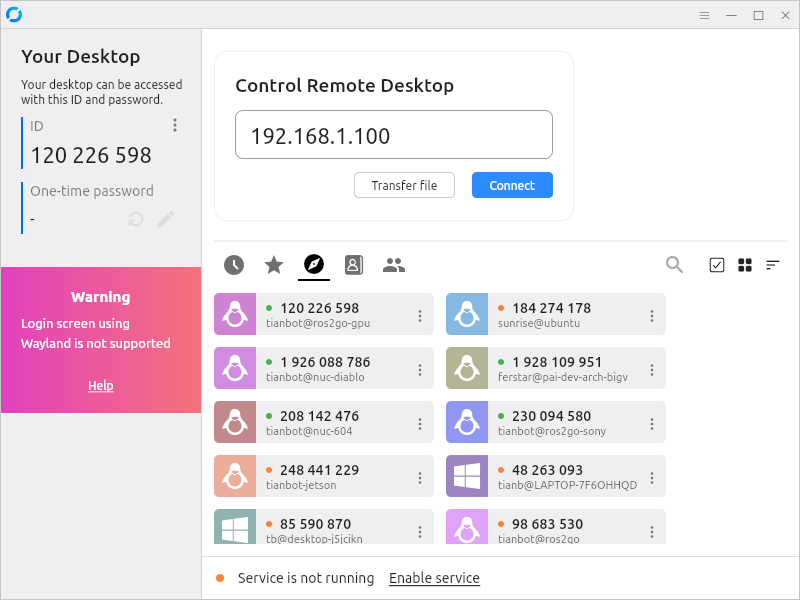 Your Desktop
Your desktop can be accessed
with this ID and password.
ID
120 226 598
One-time password
-
Warning
Login screen using
Wayland is not supported
Help
Control Remote Desktop
192.168.1.100
Transfer file
Connect
120 226 598
tianbot@ros2go-gpu
184 274 178
sunrise@ubuntu
1 926 088 786
tianbot@nuc-diablo
1 928 109 951
ferstar@pai-dev-arch-bigv
208 142 476
tianbot@nuc-604
230 094 580
tianbot@ros2go-sony
248 441 229
tianbot-jetson
48 263 093
tianb@LAPTOP-7F6OHHQD
85 590 870
tb@desktop-j5jcikn
98 683 530
tianbot@ros2go
Service is not running
Enable service